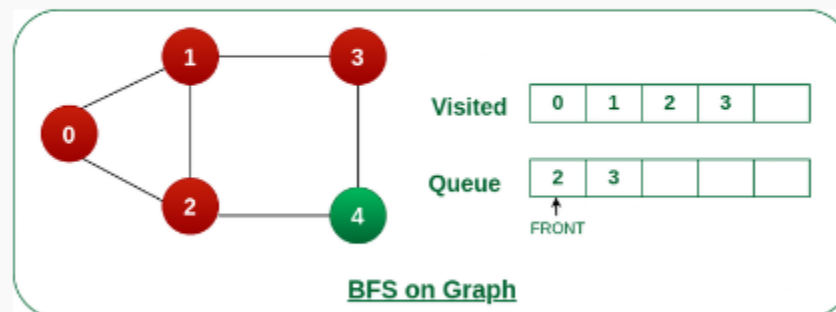 1 3
Visited 0 1 2 3
0
Queue 2 3
2 4
FRONT
BFS on Graph